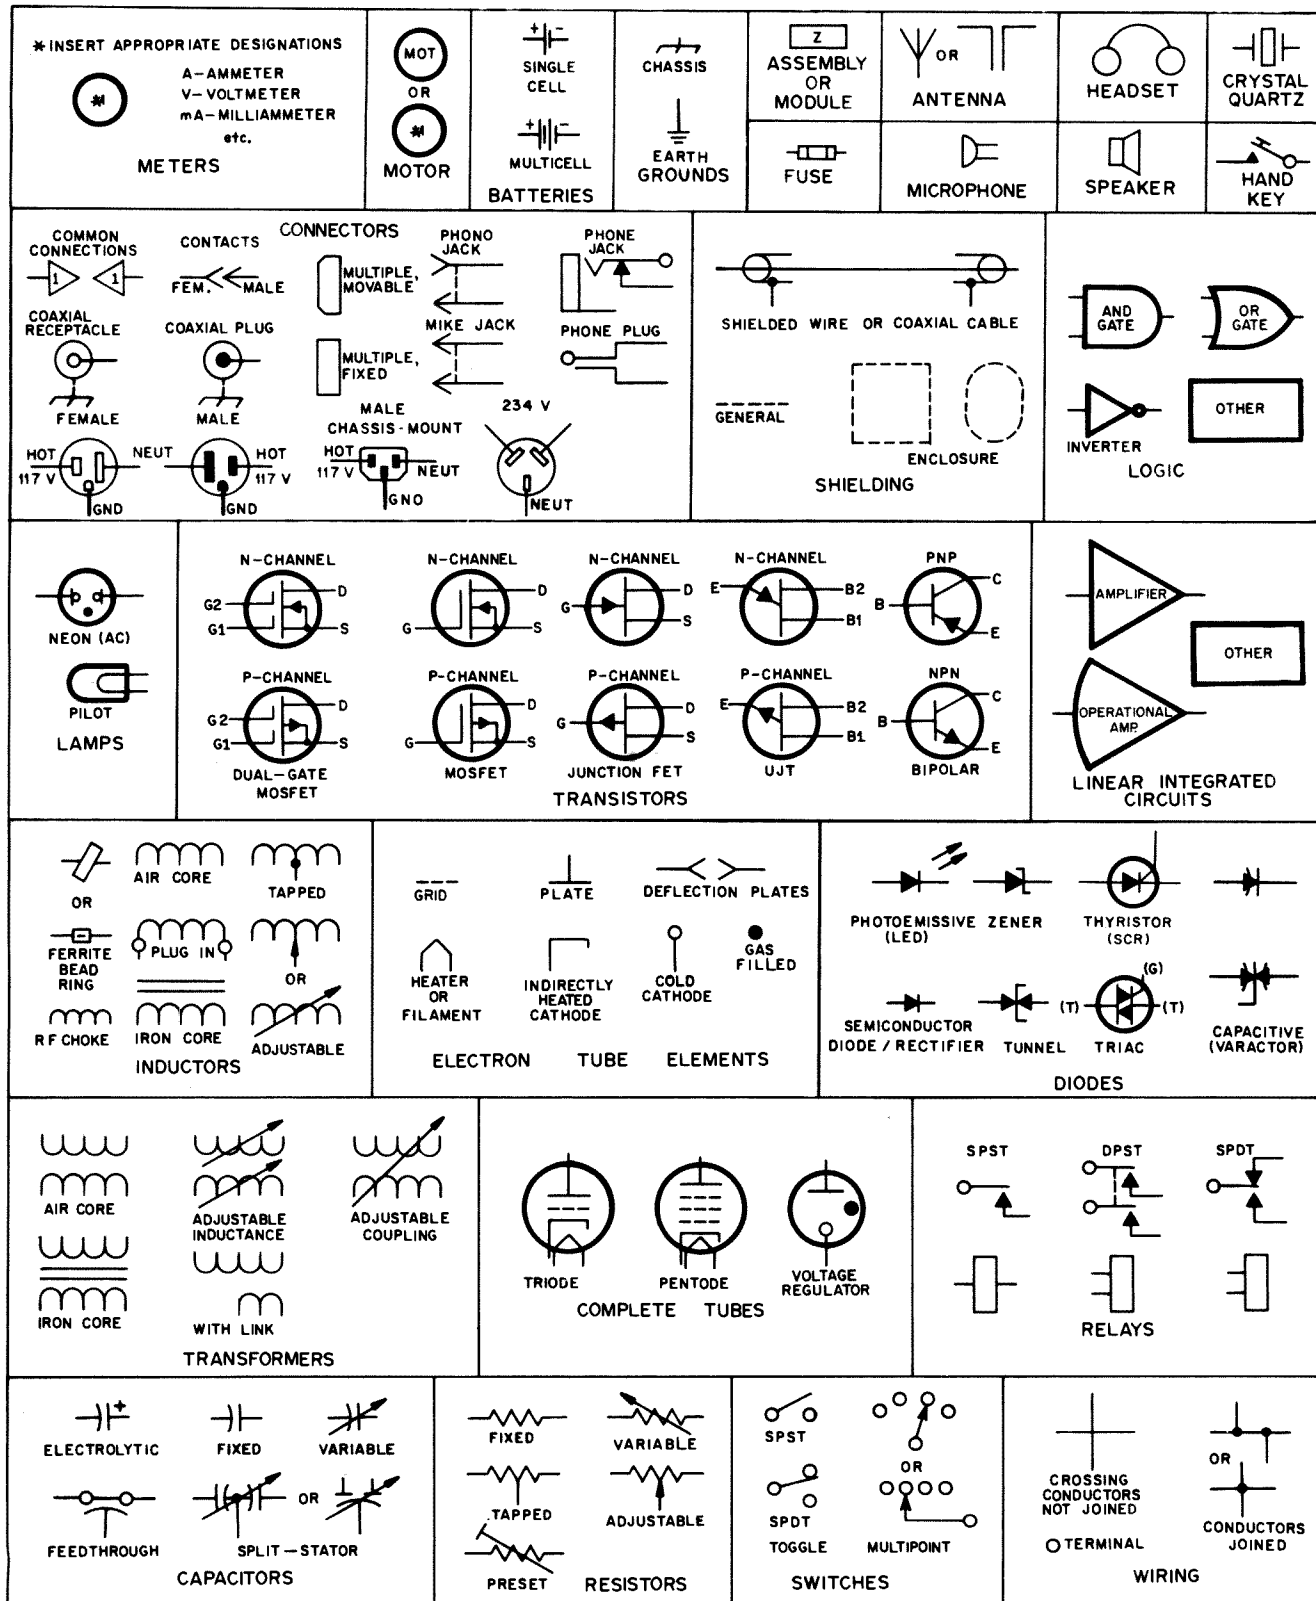 * INSERT APPROPRIATE DESIGNATIONS
A-AMMETER
V-VOLTMETER
mA-MILLIAMMETER
etc.
*
METERS
MOT
OR
*
MOTOR
+ -
SINGLE
CELL
+ -
MULTICELL
BATTERIES
CHASSIS
EARTH
GROUNDS
Z
ASSEMBLY
OR
MODULE
FUSE
OR
ANTENNA
MICROPHONE
HEADSET
SPEAKER
CRYSTAL
QUARTZ
HAND
KEY
CONNECTORS
COMMON
CONNECTIONS
1 1
CONTACTS
FEM. MALE
MULTIPLE,
MOVABLE
PHONO
JACK
PHONE
JACK
COAXIAL
RECEPTACLE
COAXIAL PLUG
MULTIPLE,
FIXED
MIKE JACK
PHONE PLUG
FEMALE
MALE
MALE
CHASSIS-MOUNT
234 V
HOT
117 V
NEUT
GND
HOT
117 V
GND
HOT
117 V
NEUT
GNO
NEUT
SHIELDED WIRE OR COAXIAL CABLE
GENERAL
ENCLOSURE
SHIELDING
AND
GATE
OR
GATE
INVERTER
OTHER
LOGIC
NEON (AC)
PILOT
LAMPS
N-CHANNEL
G2
G1
D
S
N-CHANNEL
G
D
S
N-CHANNEL
G
D
S
N-CHANNEL
E
B2
B1
PNP
B
C
E
P-CHANNEL
G2
G1
D
S
DUAL-GATE
MOSFET
P-CHANNEL
G
D
S
MOSFET
P-CHANNEL
G
D
S
JUNCTION FET
P-CHANNEL
E
B2
B1
UJT
NPN
B
C
E
BIPOLAR
TRANSISTORS
AMPLIFIER
OTHER
OPERATIONAL
AMP.
LINEAR INTEGRATED
CIRCUITS
OR
FERRITE
BEAD
RING
AIR CORE
TAPPED
PLUG IN
OR
RF CHOKE
IRON CORE
ADJUSTABLE
INDUCTORS
GRID
PLATE
DEFLECTION PLATES
HEATER
OR
FILAMENT
INDIRECTLY
HEATED
CATHODE
COLD
CATHODE
GAS
FILLED
ELECTRON TUBE ELEMENTS
PHOTOEMISSIVE
(LED)
ZENER
THYRISTOR
(SCR)
SEMICONDUCTOR
DIODE/RECTIFIER
TUNNEL
(T)
(G)
(T)
TRIAC
CAPACITIVE
(VARACTOR)
DIODES
AIR CORE
ADJUSTABLE
INDUCTANCE
ADJUSTABLE
COUPLING
IRON CORE
WITH LINK
TRANSFORMERS
TRIODE
PENTODE
VOLTAGE
REGULATOR
COMPLETE TUBES
SPST
DPST
SPDT
RELAYS
+
ELECTROLYTIC
FIXED
VARIABLE
OR
FEEDTHROUGH
SPLIT-STATOR
CAPACITORS
FIXED
VARIABLE
TAPPED
ADJUSTABLE
PRESET
RESISTORS
SPST
SPDT
TOGGLE
OR
MULTIPOINT
SWITCHES
CROSSING
CONDUCTORS
NOT JOINED
TERMINAL
OR
CONDUCTORS
JOINED
WIRING